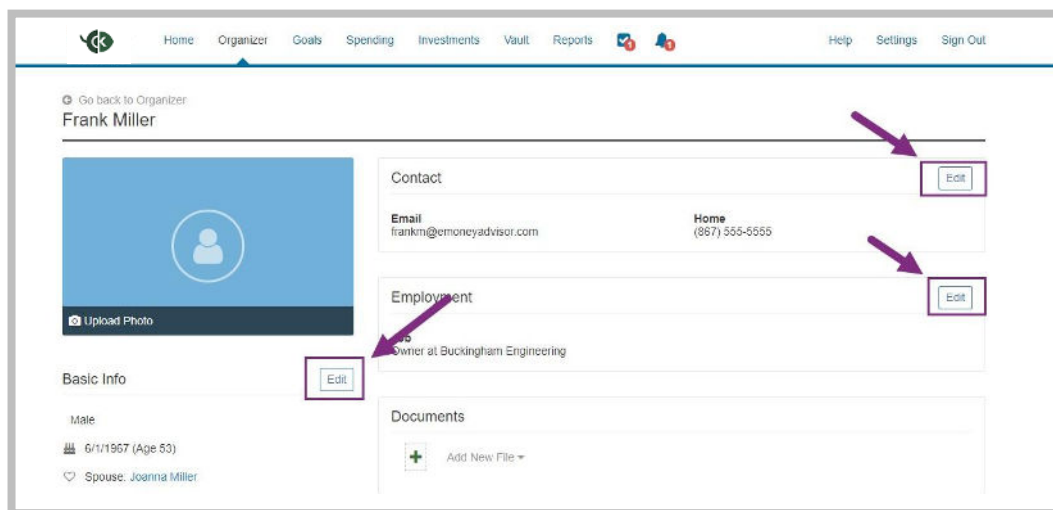 Home Organizer Goals Spending Investments Vault Reports 1 1 Help Settings Sign Out
Go back to Organizer
Frank Miller
Upload Photo
Basic Info Edit
Male
6/1/1967 (Age 53)
Spouse: Joanna Miller
Contact Edit
Email Home
frankm@emoneyadvisor.com (867) 555-5555
Employment Edit
Owner at Buckingham Engineering
Documents
Add New File